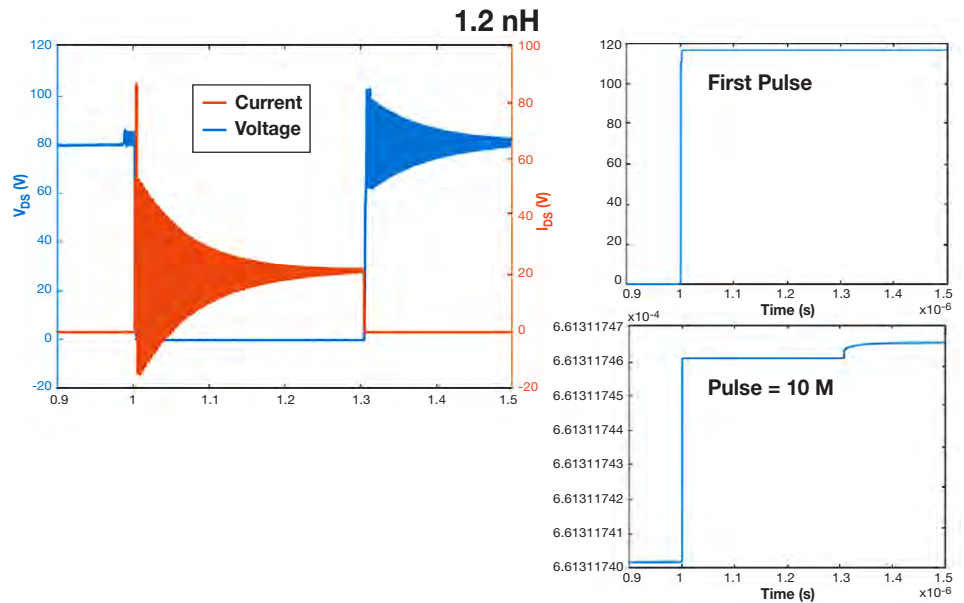 1.2 nH
120
100
80
60
40
20
0
-20
V_DS (V)
100
80
60
40
20
0
-20
I_DS (V)
Current
Voltage
0.9 1 1.1 1.2 1.3 1.4 1.5
120
100
80
60
40
20
0
First Pulse
0.9 1 1.1 1.2 1.3 1.4 1.5
Time (s)
x10-6
x10-4
6.61311747
6.61311746
6.61311745
6.61311744
6.61311743
6.61311742
6.61311741
6.61311740
Pulse = 10 M
0.9 1 1.1 1.2 1.3 1.4 1.5
Time (s)
x10-6